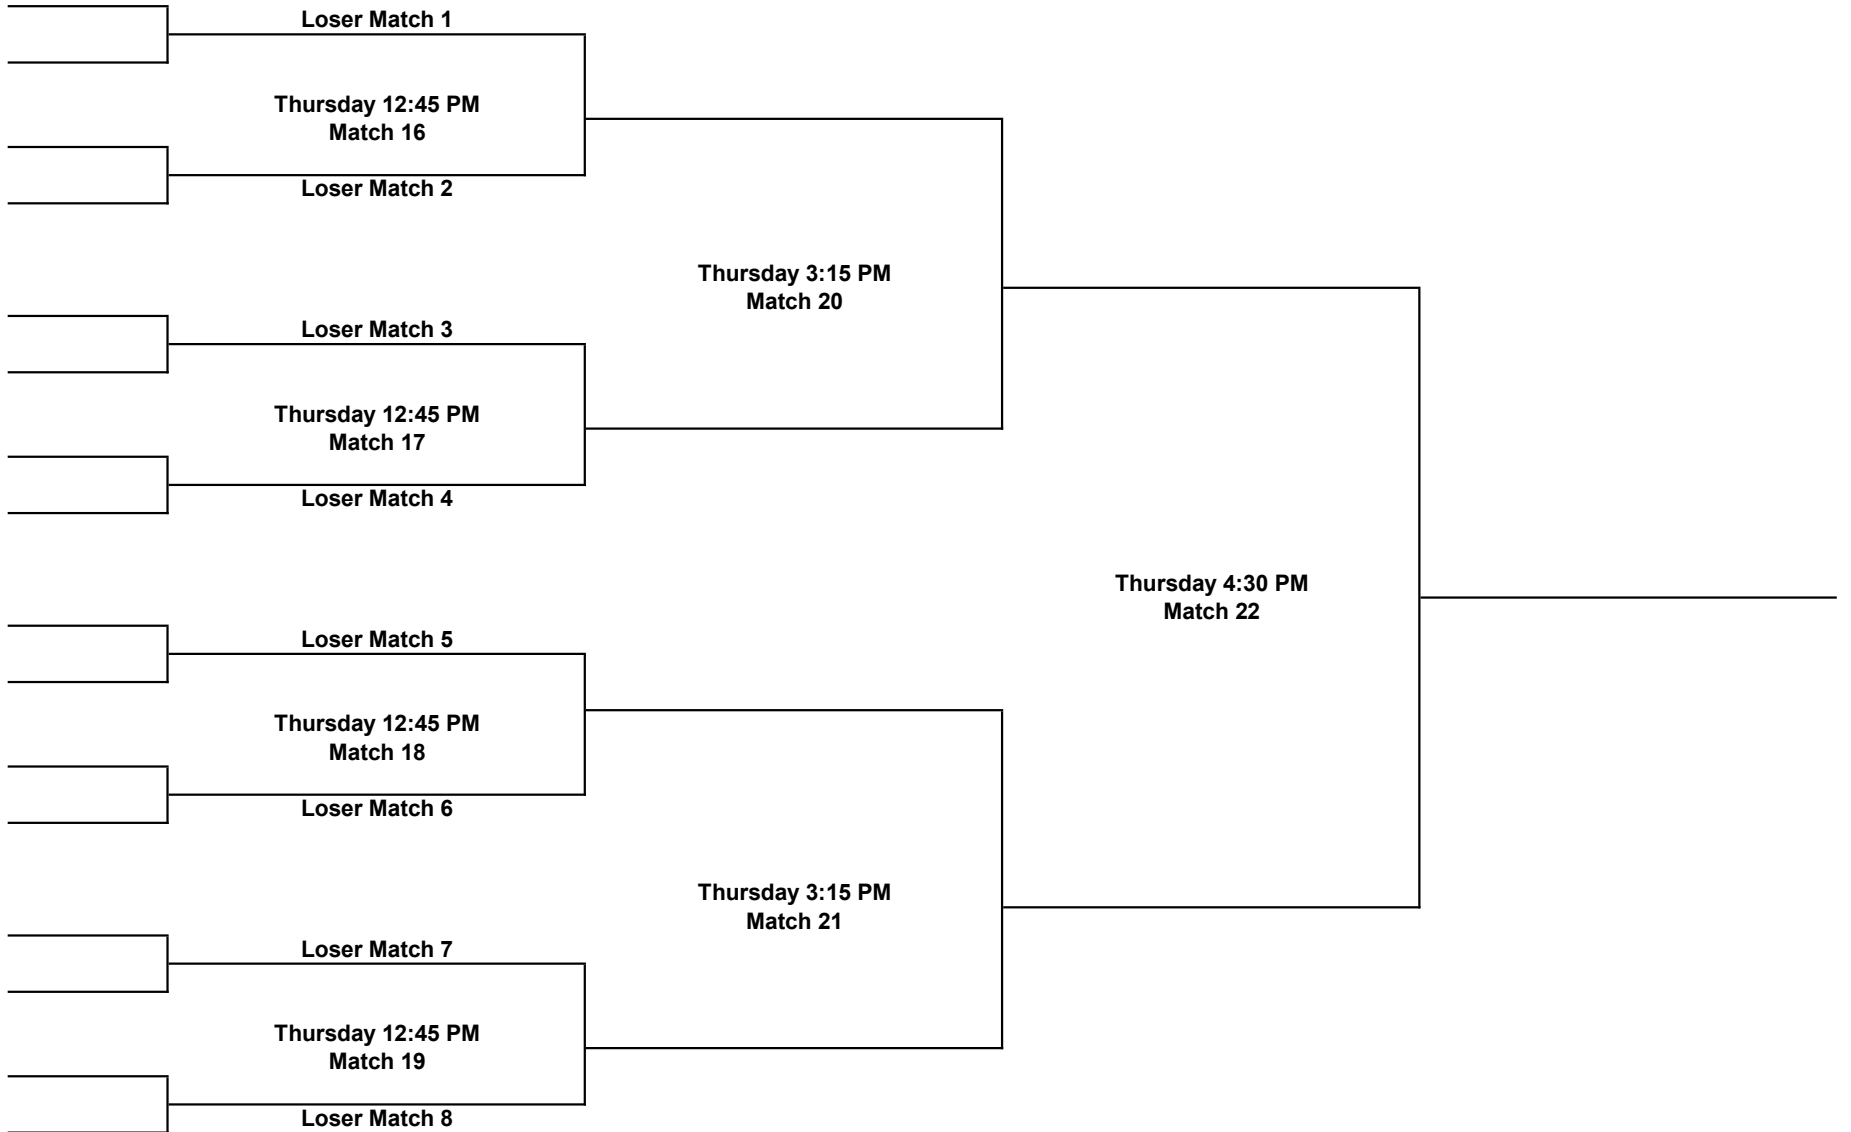 Loser Match 1
Thursday 12:45 PM
Match 16
Loser Match 2
Thursday 3:15 PM
Match 20
Loser Match 3
Thursday 12:45 PM
Match 17
Loser Match 4
Thursday 4:30 PM
Match 22
Loser Match 5
Thursday 12:45 PM
Match 18
Loser Match 6
Thursday 3:15 PM
Match 21
Loser Match 7
Thursday 12:45 PM
Match 19
Loser Match 8